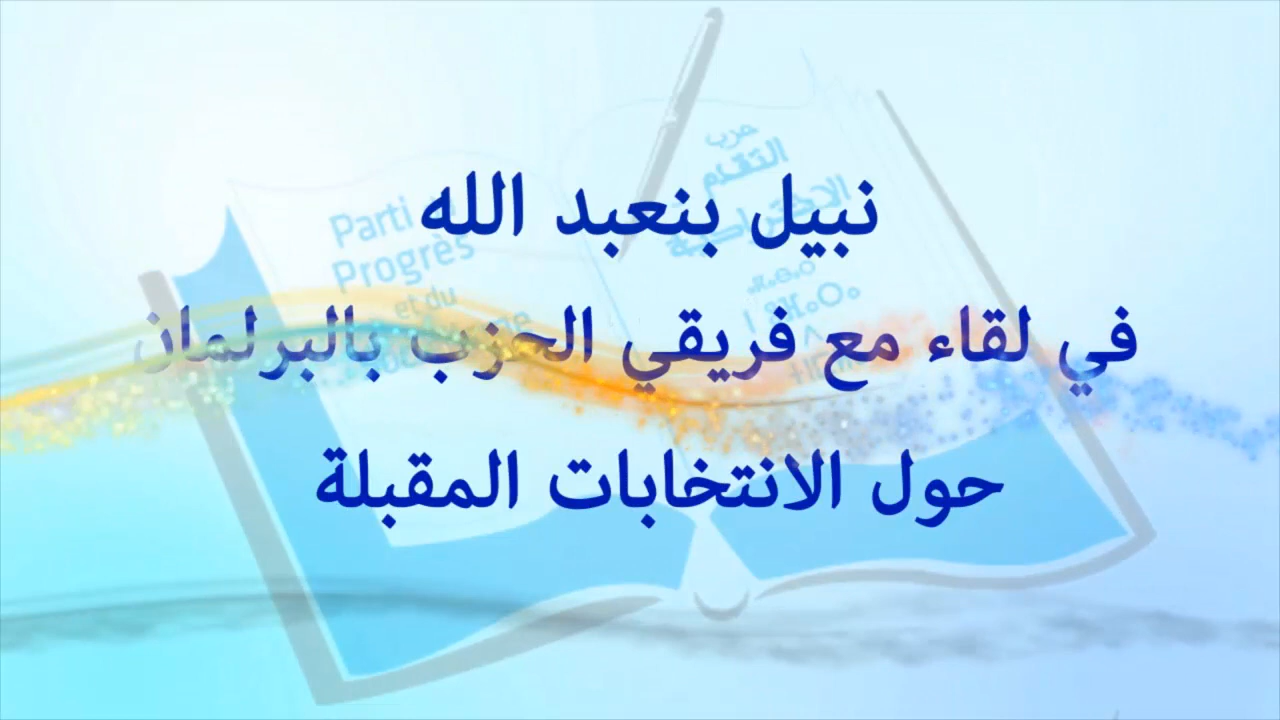 نبيل بنعبد الله
في لقاء مع فريقي الحزب بالبرلمان
حول الانتخابات المقبلة
Parti
Progrès
et du
حزب
التقدم